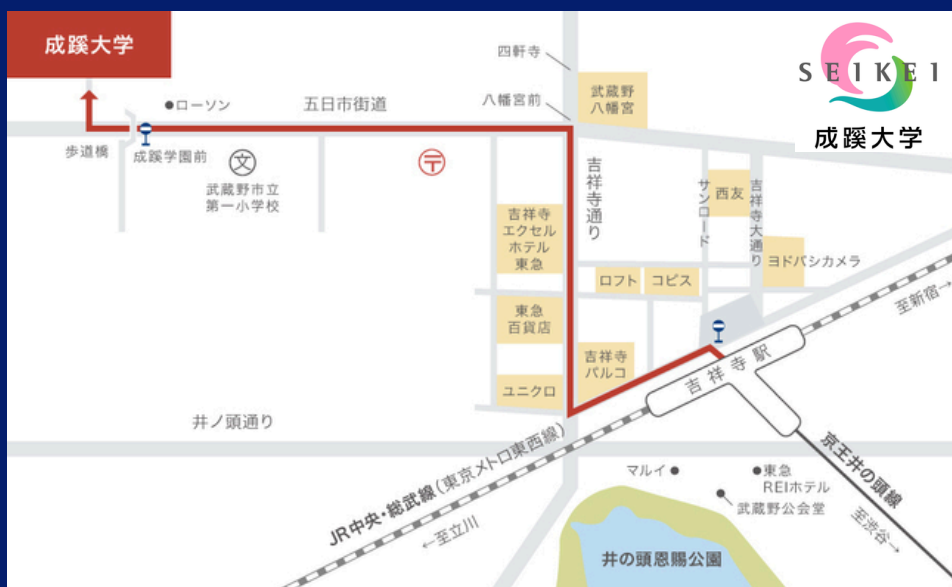 成蹊大学
SEIKEI
成蹊大学
四軒寺
八幡宮前
武蔵野
八幡宮
ローソン
五日市街道
歩道橋
成蹊学園前
文
武蔵野市立
第一小学校
〒
吉祥寺通り
サンロード
西友
吉祥寺大通り
ヨドバシカメラ
吉祥寺
エクセル
ホテル
東急
ロフト
コピス
至新宿→
東急
百貨店
吉祥寺
パルコ
吉祥寺駅
ユニクロ
井ノ頭通り
JR中央・総武線(東京メトロ東西線)
←至立川
マルイ
東急
REIホテル
武蔵野公会堂
京王井の頭線
至渋谷→
井の頭恩賜公園